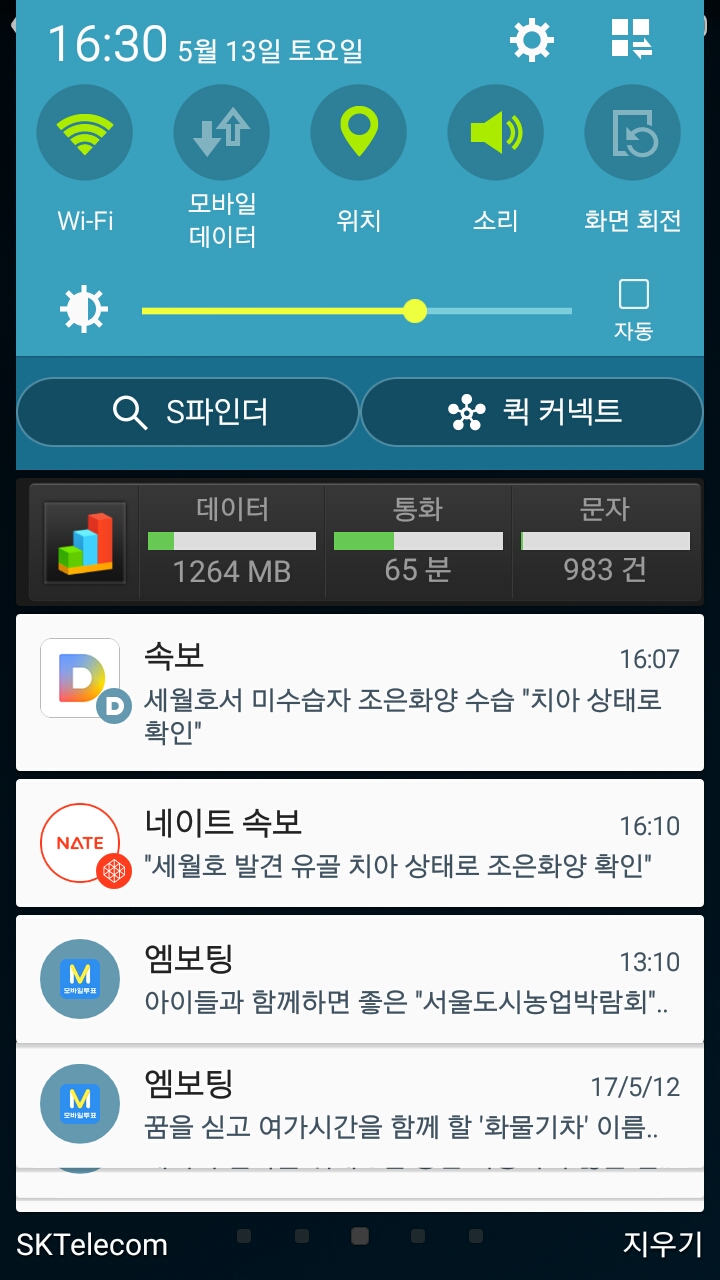 16:30 5월 13일 토요일
Wi-Fi
모바일
데이터
위치
소리
화면 회전
자동
S파인더
퀵 커넥트
데이터
통화
문자
1264 MB
65 분
983 건
속보
16:07
세월호서 미수습자 조은화양 수습 "치아 상태로
확인"
네이트 속보
16:10
NATE
"세월호 발견 유골 치아 상태로 조은화양 확인"
엠보팅
13:10
M
모바일투표
아이들과 함께하면 좋은 "서울도시농업박람회"..
엠보팅
17/5/12
M
모바일투표
꿈을 싣고 여가시간을 함께 할 '화물기차' 이름..
SKTelecom
지우기